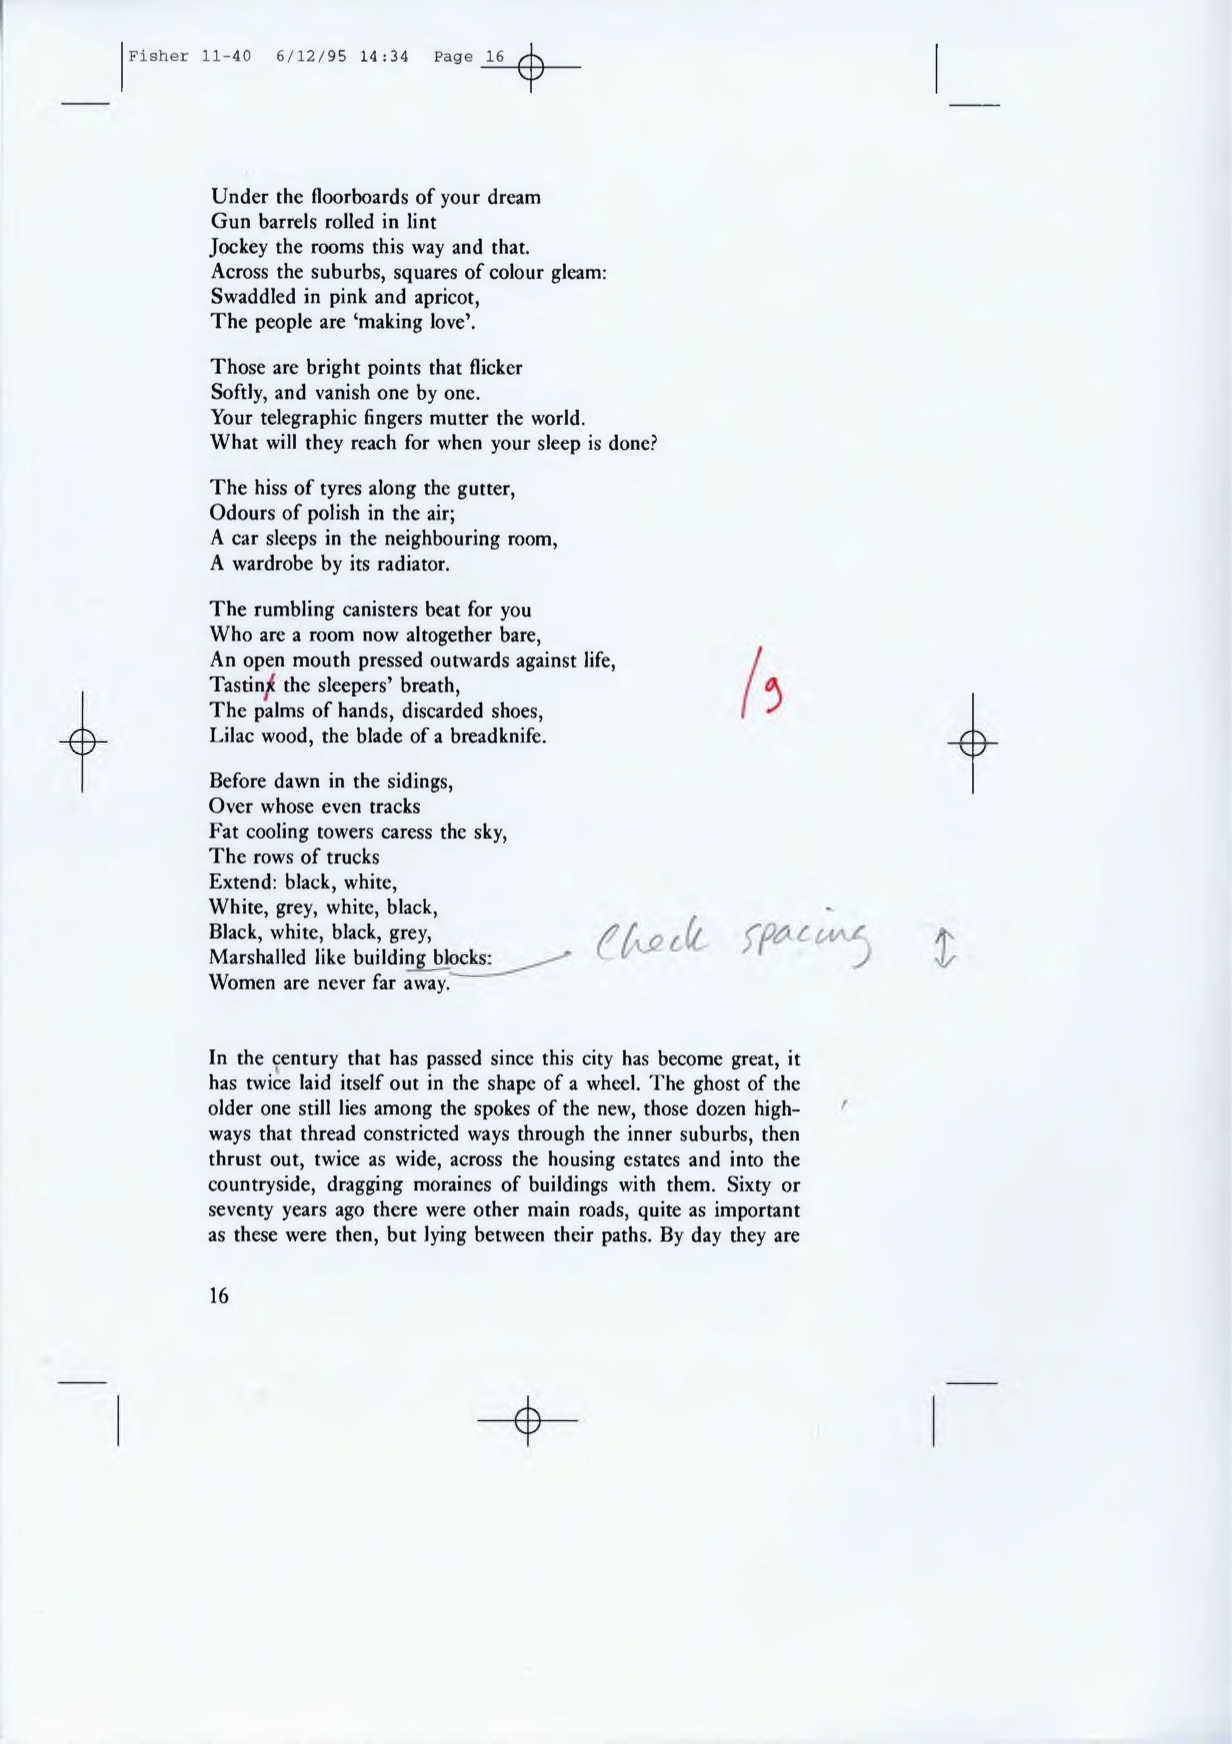 Fisher 11-40 6/12/95 14:34 Page 16
Under the floorboards of your dream
Gun barrels rolled in lint
Jockey the rooms this way and that.
Across the suburbs, squares of colour gleam:
Swaddled in pink and apricot,
The people are ‘making love’.
Those are bright points that flicker
Softly, and vanish one by one.
Your telegraphic fingers mutter the world.
What will they reach for when your sleep is done?
The hiss of tyres along the gutter,
Odours of polish in the air;
A car sleeps in the neighbouring room,
A wardrobe by its radiator.
The rumbling canisters beat for you
Who are a room now altogether bare,
An open mouth pressed outwards against life,
Tastinx the sleepers’ breath,
/g
The palms of hands, discarded shoes,
Lilac wood, the blade of a breadknife.
Before dawn in the sidings,
Over whose even tracks
Fat cooling towers caress the sky,
The rows of trucks
Extend: black, white,
White, grey, white, black,
Black, white, black, grey,
Marshalled like building blocks:
Check spacing ↕
Women are never far away.
In the century that has passed since this city has become great, it
has twice laid itself out in the shape of a wheel. The ghost of the
older one still lies among the spokes of the new, those dozen high-
ways that thread constricted ways through the inner suburbs, then
thrust out, twice as wide, across the housing estates and into the
countryside, dragging moraines of buildings with them. Sixty or
seventy years ago there were other main roads, quite as important
as these were then, but lying between their paths. By day they are
16